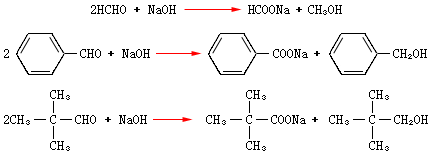 2HCHO + NaOH HCOONa + CH₃OH
2 CHO + NaOH COONa + CH₂OH
CH₃ CH₃ CH₃
2CH₃ C CHO + NaOH CH₃ C COONa + CH₃ C CH₂OH
CH₃ CH₃ CH₃